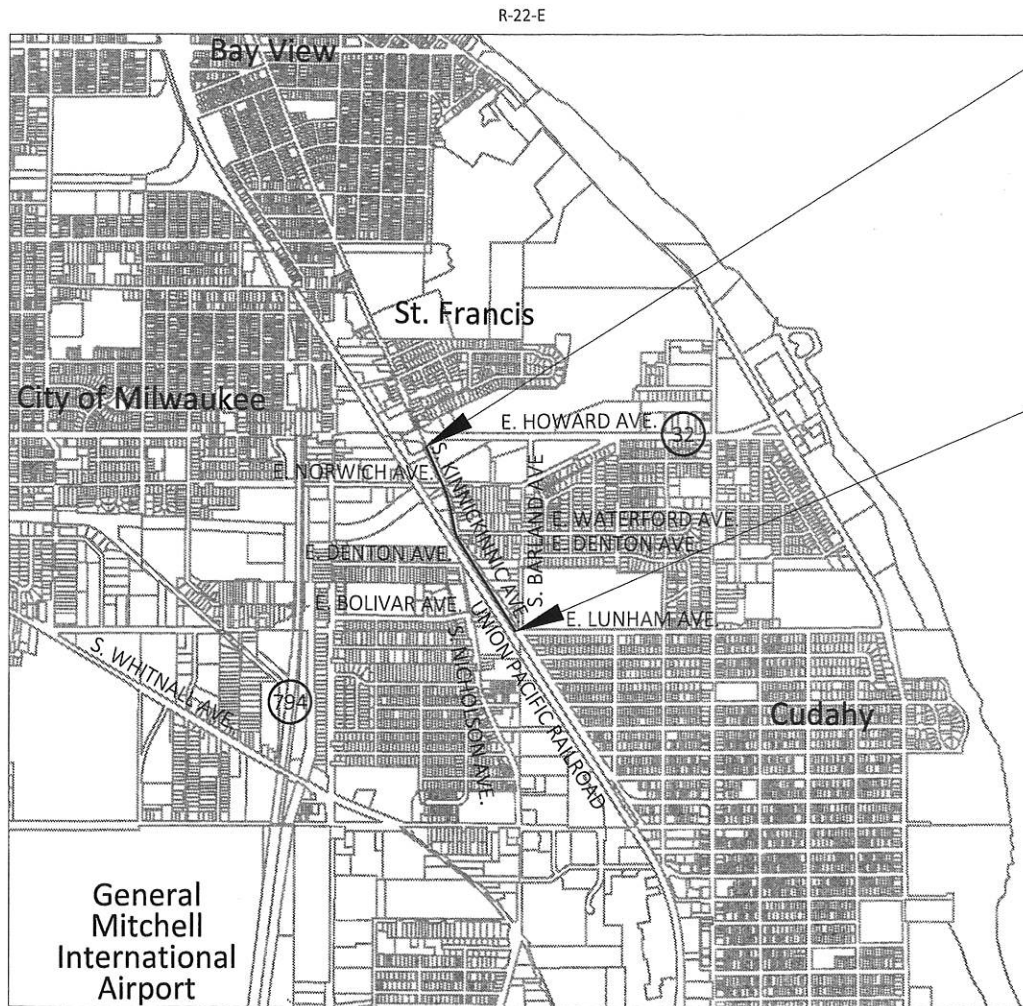 R-22-E
Bay View
St. Francis
City of Milwaukee
E. HOWARD AVE.
32
E. NORWICH AVE.
S. KINNICKINNIC AVE
S. BARLAND AVE
E. WATERFORD AVE.
E. DENTON AVE.
E. DENTON AVE.
E. BOLIVAR AVE.
E. LUNHAM AVE.
S. WHITNALL AVE.
794
S. NICHOLSON AVE.
UNION PACIFIC RAILROAD
Cudahy
General
Mitchell
International
Airport